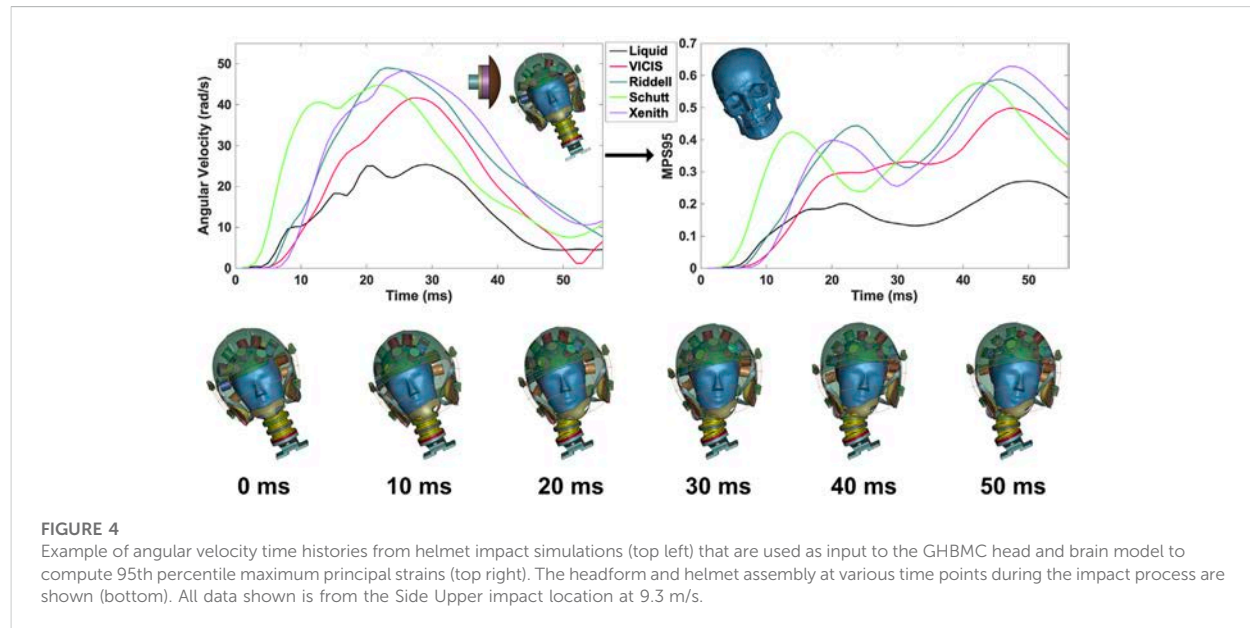 50
40
30
20
10
0
Angular Velocity (rad/s)
0 10 20 30 40 50
Time (ms)
Liquid
VICIS
Riddell
Schutt
Xenith
0.7
0.6
0.5
0.4
0.3
0.2
0.1
0
MPS95
0 10 20 30 40 50
Time (ms)
0 ms 10 ms 20 ms 30 ms 40 ms 50 ms
FIGURE 4
Example of angular velocity time histories from helmet impact simulations (top left) that are used as input to the GHBMC head and brain model to
compute 95th percentile maximum principal strains (top right). The headform and helmet assembly at various time points during the impact process are
shown (bottom). All data shown is from the Side Upper impact location at 9.3 m/s.